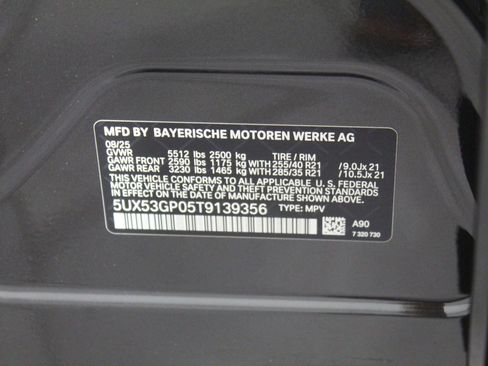 MFD BY BAYERISCHE MOTOREN WERKE AG
08/25
GVWR 5512 lbs 2500 kg TIRE / RIM
GAWR FRONT 2590 lbs 1175 kg WITH 255/40 R21 /9.0Jx 21
GAWR REAR 3230 lbs 1465 kg WITH 285/35 R21 /10.5Jx 21
THIS VEHICLE CONFORMS TO ALL APPLICABLE U. S. FEDERAL
MOTOR VEHICLE SAFETY AND THEFT PREVENTION STANDARDS
IN EFFECT ON THE DATE OF MANUFACTURE SHOWN ABOVE.
5UX53GP05T9139356 TYPE: MPV
A90
7 320 730